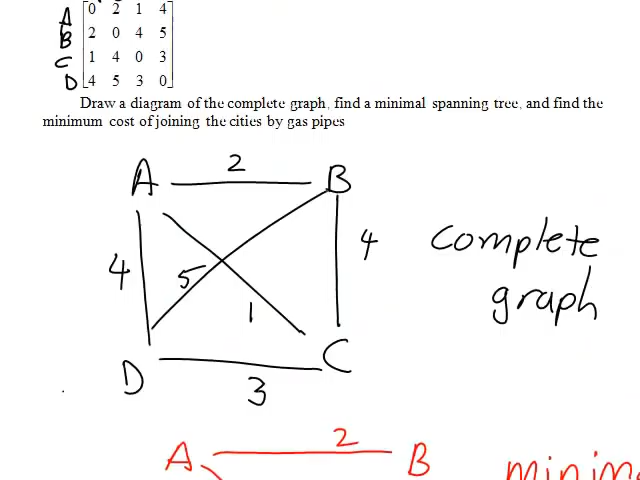 A 0 2 1 4
B 2 0 4 5
C 1 4 0 3
D 4 5 3 0
Draw a diagram of the complete graph, find a minimal spanning tree, and find the
minimum cost of joining the cities by gas pipes
2
A B
4 5 4 complete
1 graph
D C
3
2
A B